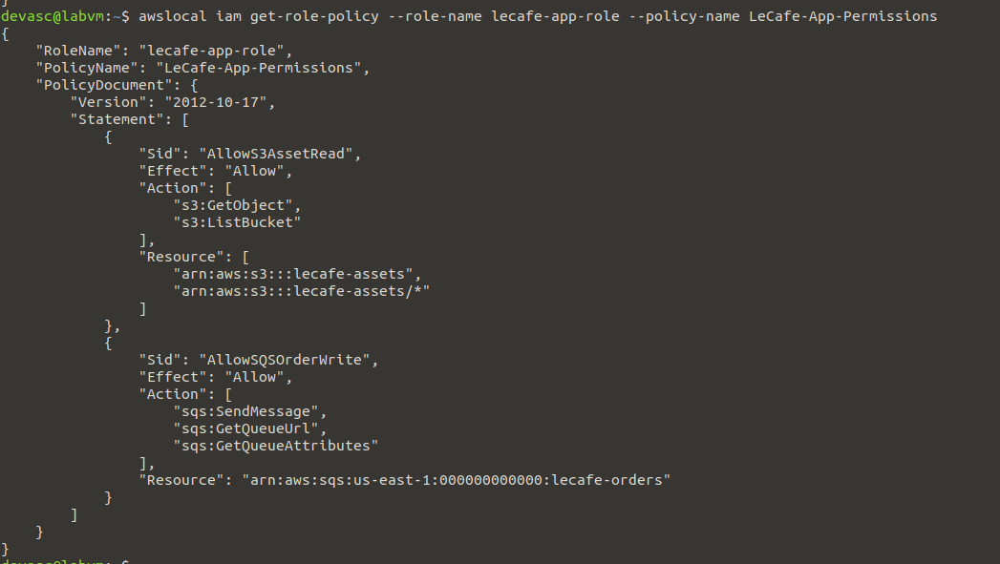 }
devasc@labvm:~$ awslocal iam get-role-policy --role-name lecafe-app-role --policy-name LeCafe-App-Permissions
{
    "RoleName": "lecafe-app-role",
    "PolicyName": "LeCafe-App-Permissions",
    "PolicyDocument": {
        "Version": "2012-10-17",
        "Statement": [
            {
                "Sid": "AllowS3AssetRead",
                "Effect": "Allow",
                "Action": [
                    "s3:GetObject",
                    "s3:ListBucket"
                ],
                "Resource": [
                    "arn:aws:s3:::lecafe-assets",
                    "arn:aws:s3:::lecafe-assets/*"
                ]
            },
            {
                "Sid": "AllowSQSOrderWrite",
                "Effect": "Allow",
                "Action": [
                    "sqs:SendMessage",
                    "sqs:GetQueueUrl",
                    "sqs:GetQueueAttributes"
                ],
                "Resource": "arn:aws:sqs:us-east-1:000000000000:lecafe-orders"
            }
        ]
    }
}
devasc@labvm:~$